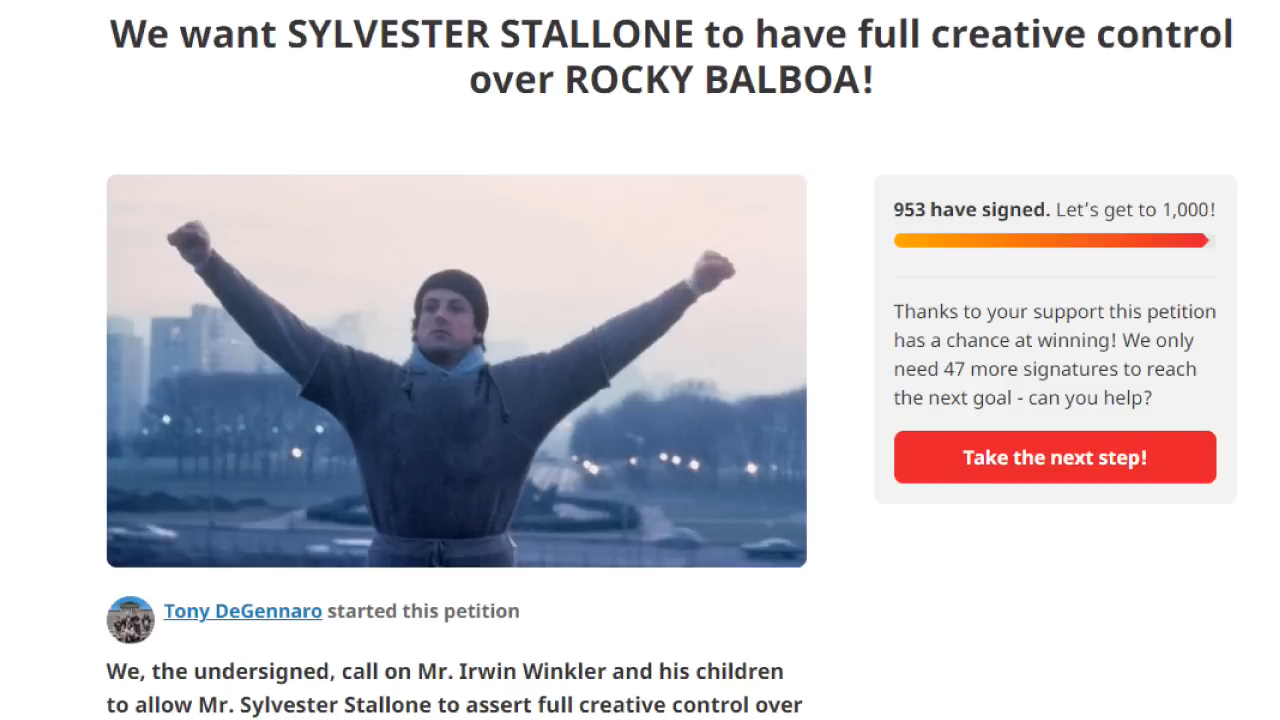 We want SYLVESTER STALLONE to have full creative control
over ROCKY BALBOA!
953 have signed. Let’s get to 1,000!
Thanks to your support this petition
has a chance at winning! We only
need 47 more signatures to reach
the next goal - can you help?
Take the next step!
Tony DeGennaro started this petition
We, the undersigned, call on Mr. Irwin Winkler and his children
to allow Mr. Sylvester Stallone to assert full creative control over